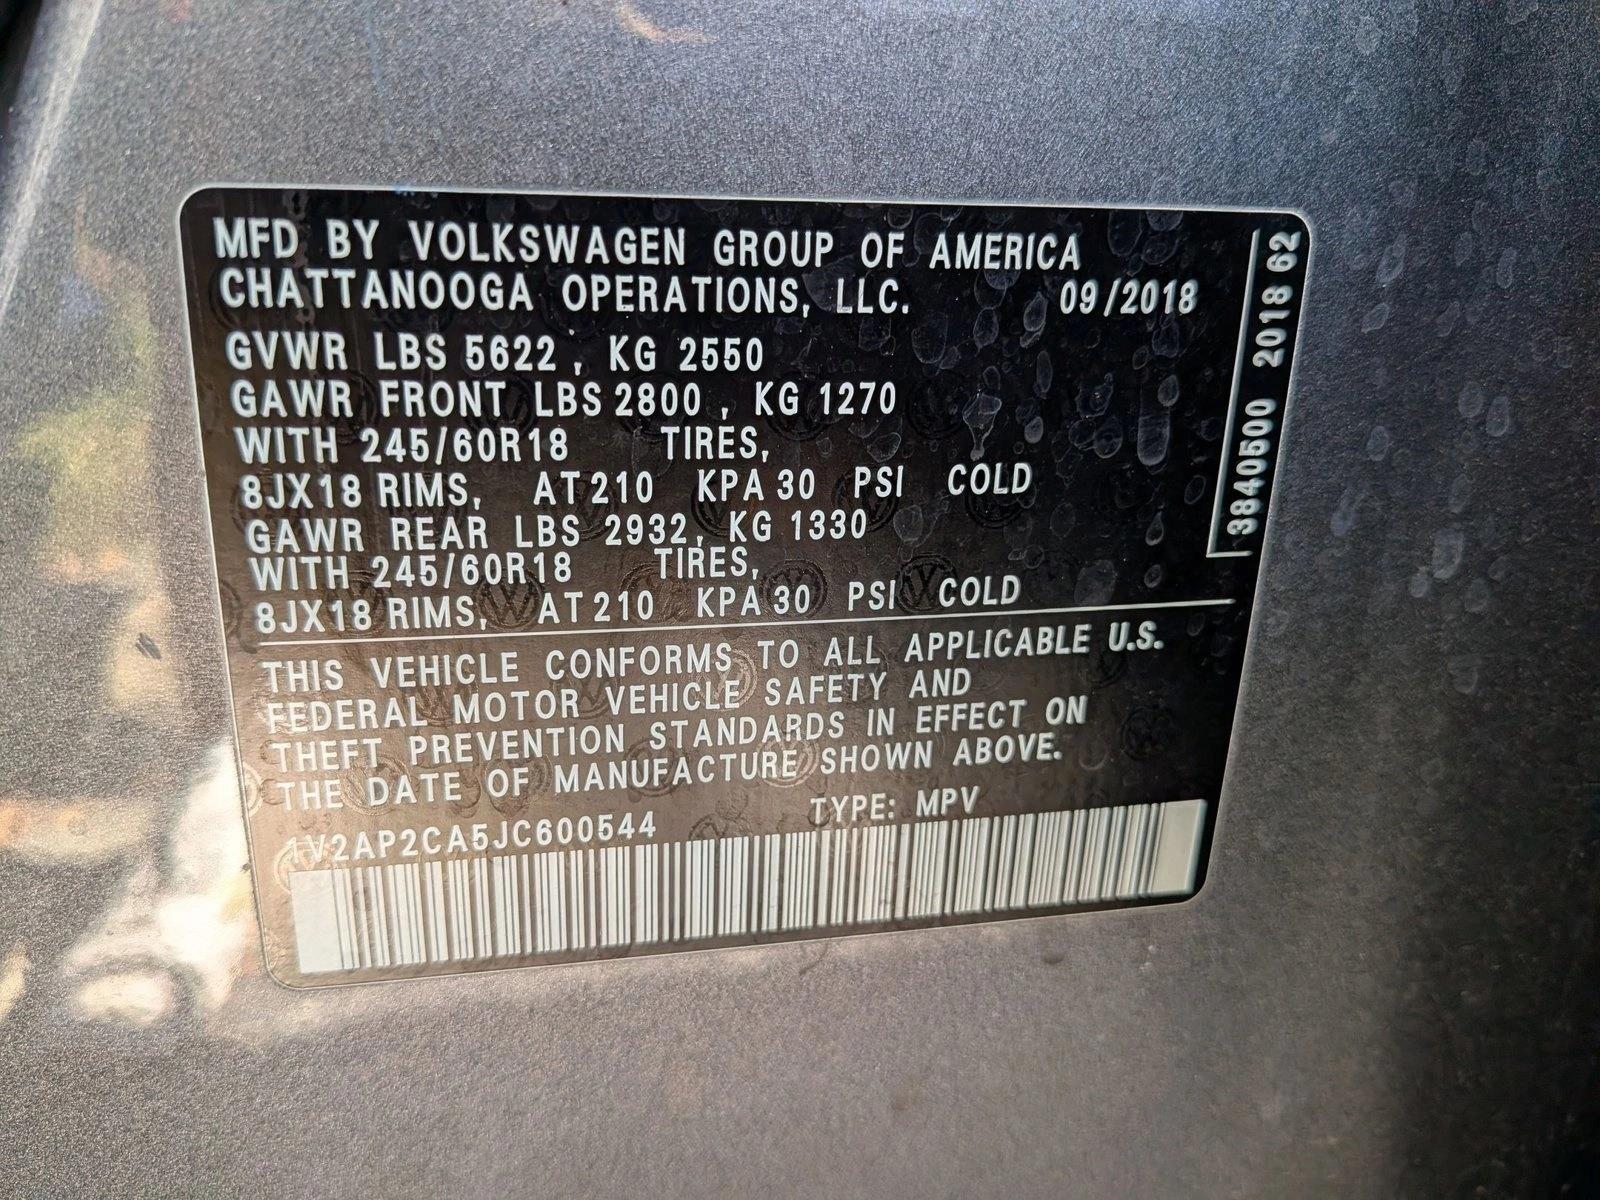 MFD BY VOLKSWAGEN GROUP OF AMERICA
CHATTANOOGA OPERATIONS, LLC. 09/2018
GVWR LBS 5622 , KG 2550
GAWR FRONT LBS 2800 , KG 1270
WITH 245/60R18 TIRES,
8JX18 RIMS, AT 210 KPA 30 PSI COLD
GAWR REAR LBS 2932, KG 1330
WITH 245/60R18 TIRES,
8JX18 RIMS, AT 210 KPA 30 PSI COLD
THIS VEHICLE CONFORMS TO ALL APPLICABLE U.S.
FEDERAL MOTOR VEHICLE SAFETY AND
THEFT PREVENTION STANDARDS IN EFFECT ON
THE DATE OF MANUFACTURE SHOWN ABOVE.
1V2AP2CA5JC600544 TYPE: MPV
3840500 2018 62